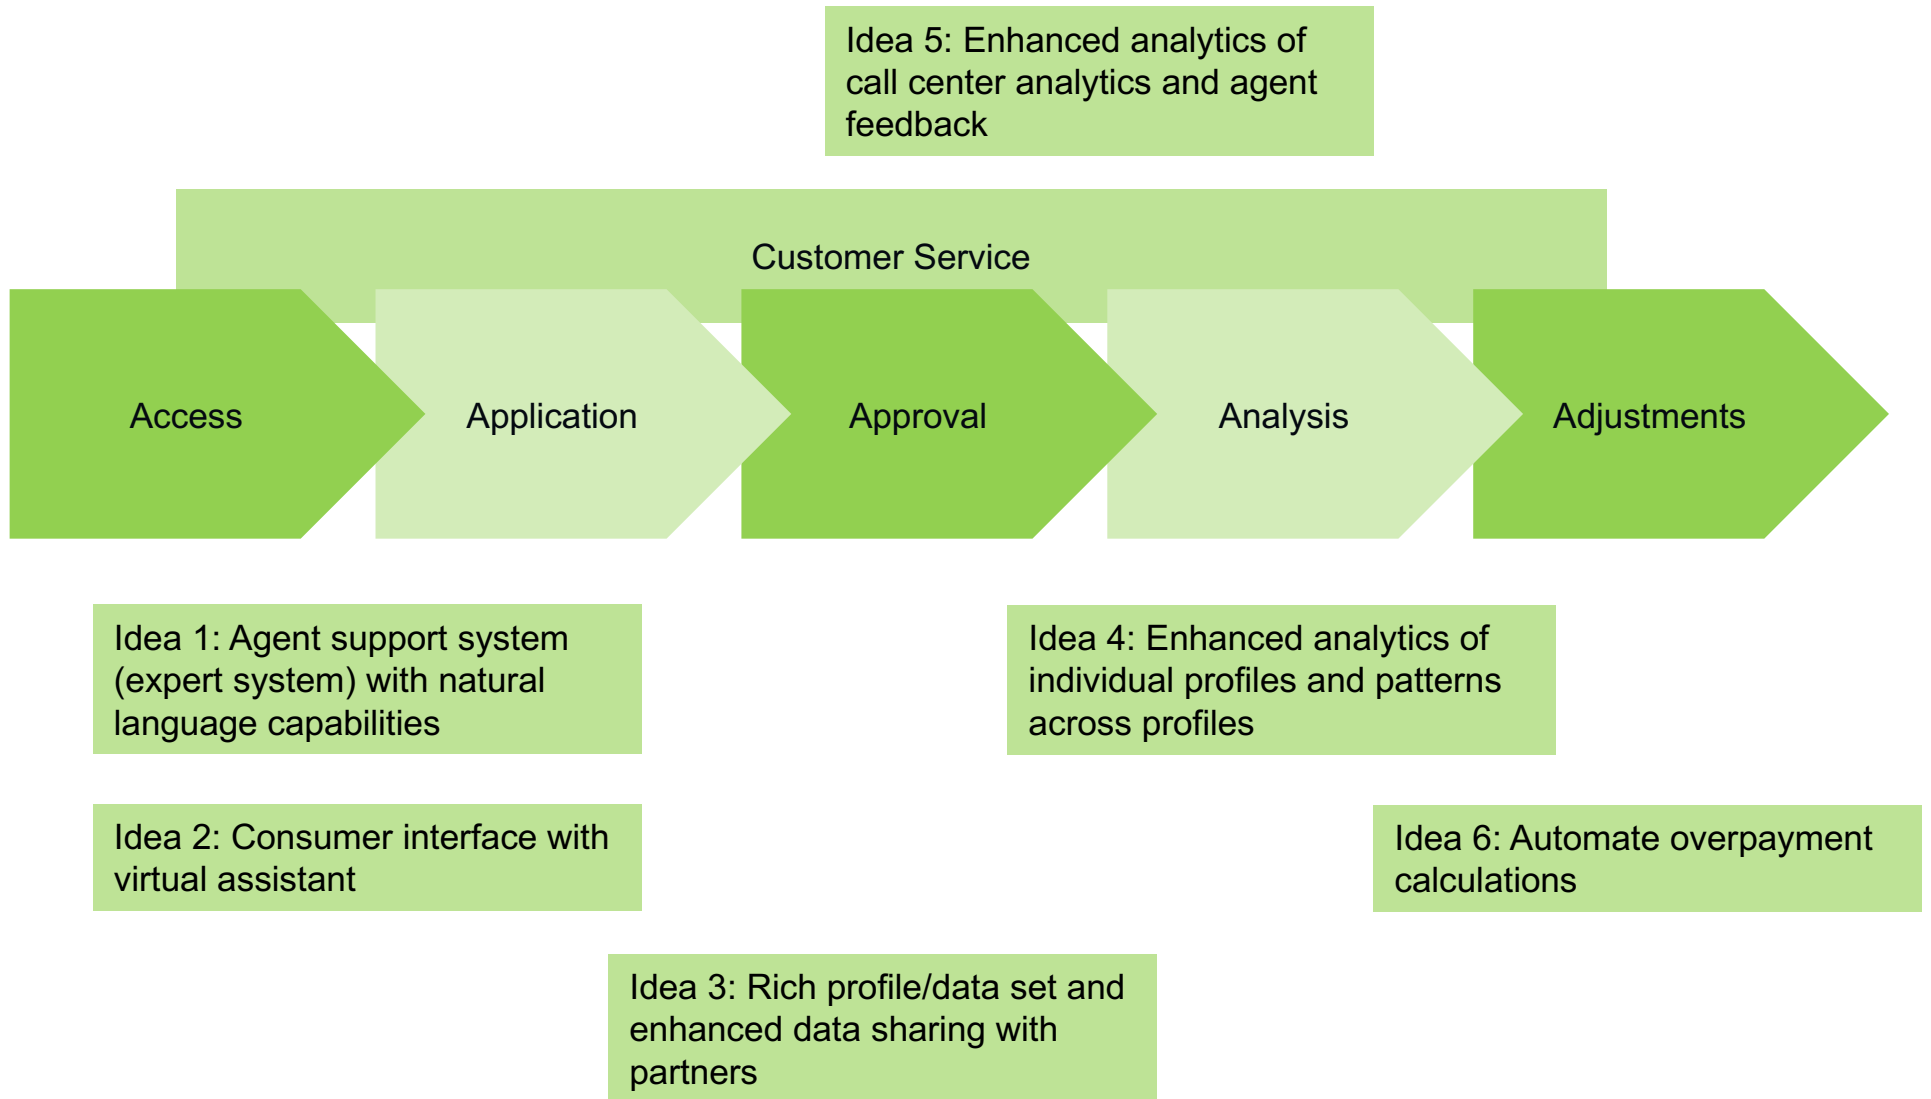 Idea 5: Enhanced analytics of
call center analytics and agent
feedback
Customer Service
Access
Application
Approval
Analysis
Adjustments
Idea 1: Agent support system
(expert system) with natural
language capabilities
Idea 4: Enhanced analytics of
individual profiles and patterns
across profiles
Idea 2: Consumer interface with
virtual assistant
Idea 6: Automate overpayment
calculations
Idea 3: Rich profile/data set and
enhanced data sharing with
partners